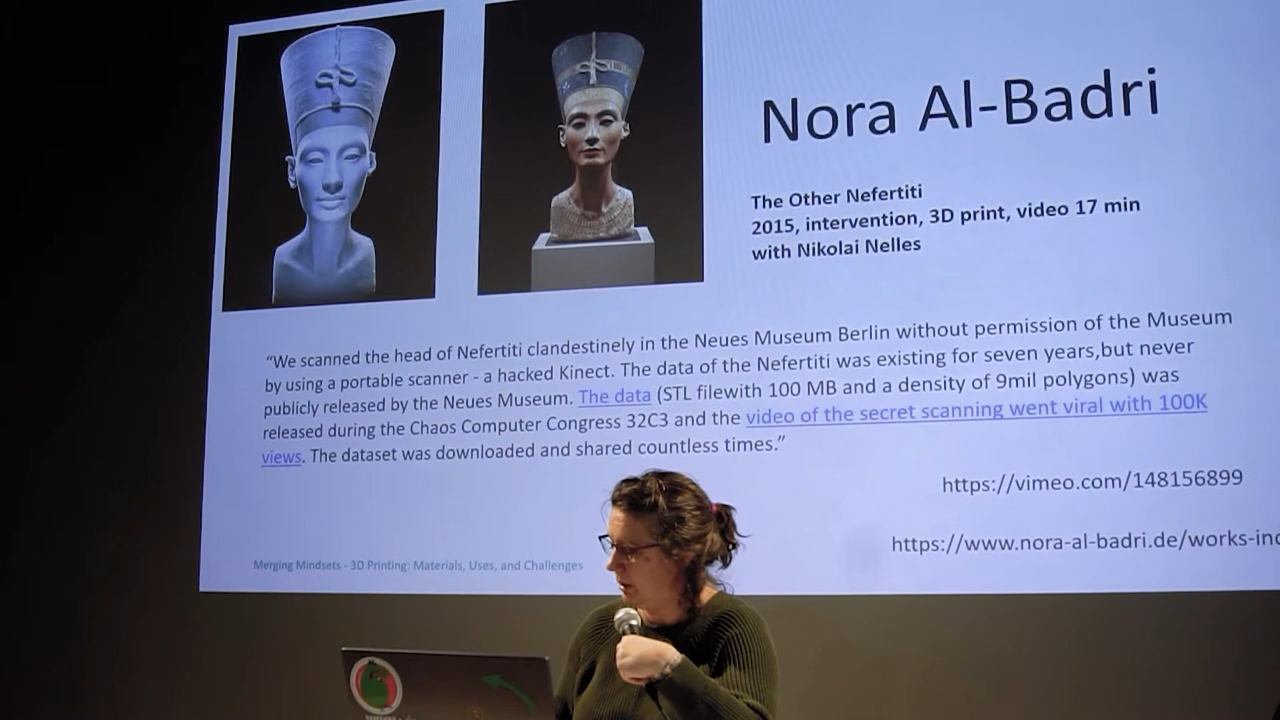 Nora Al-Badri
The Other Nefertiti
2015, intervention, 3D print, video 17 min
with Nikolai Nelles
“We scanned the head of Nefertiti clandestinely in the Neues Museum Berlin without permission of the Museum
by using a portable scanner - a hacked Kinect. The data of the Nefertiti was existing for seven years,but never
publicly released by the Neues Museum. The data (STL filewith 100 MB and a density of 9mil polygons) was
released during the Chaos Computer Congress 32C3 and the video of the secret scanning went viral with 100K
views. The dataset was downloaded and shared countless times.”
https://vimeo.com/148156899
https://www.nora-al-badri.de/works-ind
Merging Mindsets - 3D Printing: Materials, Uses, and Challenges